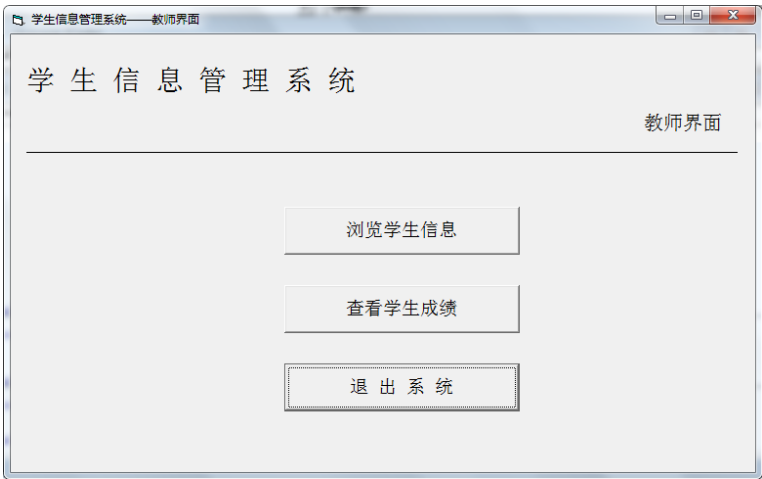 学生信息管理系统——教师界面
学 生 信 息 管 理 系 统
教师界面
浏览学生信息
查看学生成绩
退 出 系 统